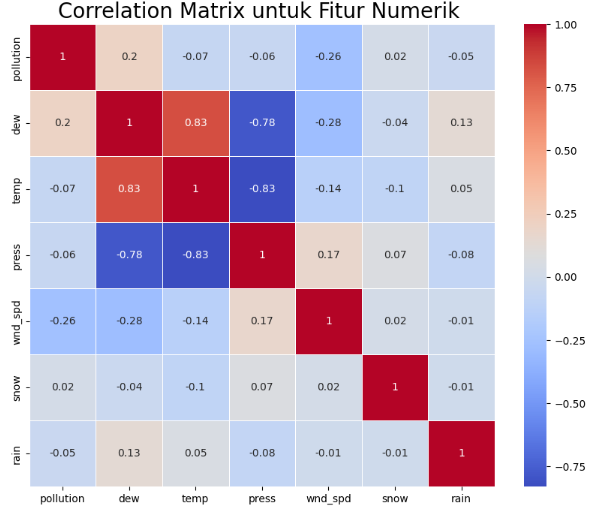 Correlation Matrix untuk Fitur Numerik
pollution 1 0.2 -0.07 -0.06 -0.26 0.02 -0.05
dew 0.2 1 0.83 -0.78 -0.28 -0.04 0.13
temp -0.07 0.83 1 -0.83 -0.14 -0.1 0.05
press -0.06 -0.78 -0.83 1 0.17 0.07 -0.08
wnd_spd -0.26 -0.28 -0.14 0.17 1 0.02 -0.01
snow 0.02 -0.04 -0.1 0.07 0.02 1 -0.01
rain -0.05 0.13 0.05 -0.08 -0.01 -0.01 1
pollution dew temp press wnd_spd snow rain
1.00
0.75
0.50
0.25
0.00
−0.25
−0.50
−0.75